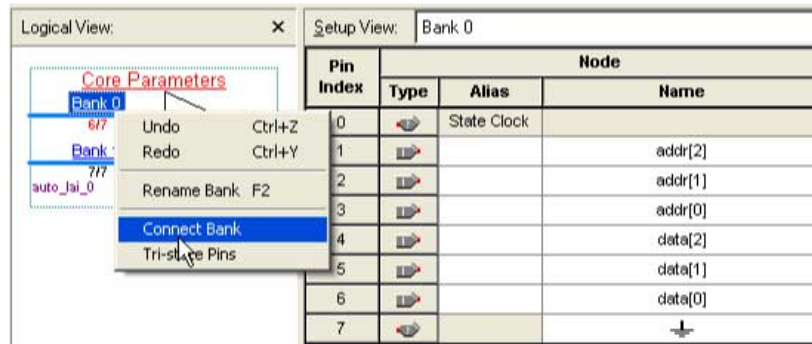 Logical View:
Core Parameters
Bank 0
6/7
Bank
7/7
auto_lai_0
Undo Ctrl+Z
Redo Ctrl+Y
Rename Bank F2
Connect Bank
Tri-state Pins
Setup View: Bank 0
Pin Index Node
Type Alias Name
0 State Clock
1 addr[2]
2 addr[1]
3 addr[0]
4 data[2]
5 data[1]
6 data[0]
7